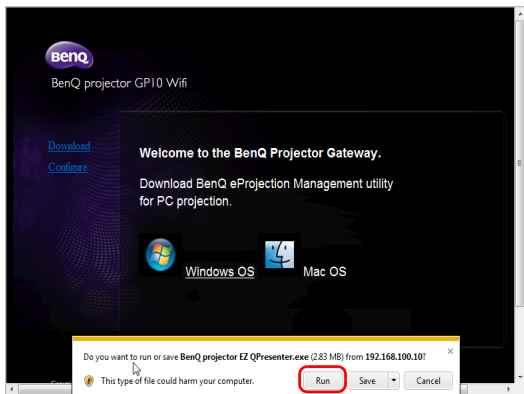 BenQ
BenQ projector GP10 Wifi
Download
Configure
Welcome to the BenQ Projector Gateway.
Download BenQ eProjection Management utility
for PC projection.
Windows OS
Mac OS
Do you want to run or save BenQ projector EZ QPresenter.exe (2.83 MB) from 192.168.100.10?
This type of file could harm your computer.
Run
Save
Cancel